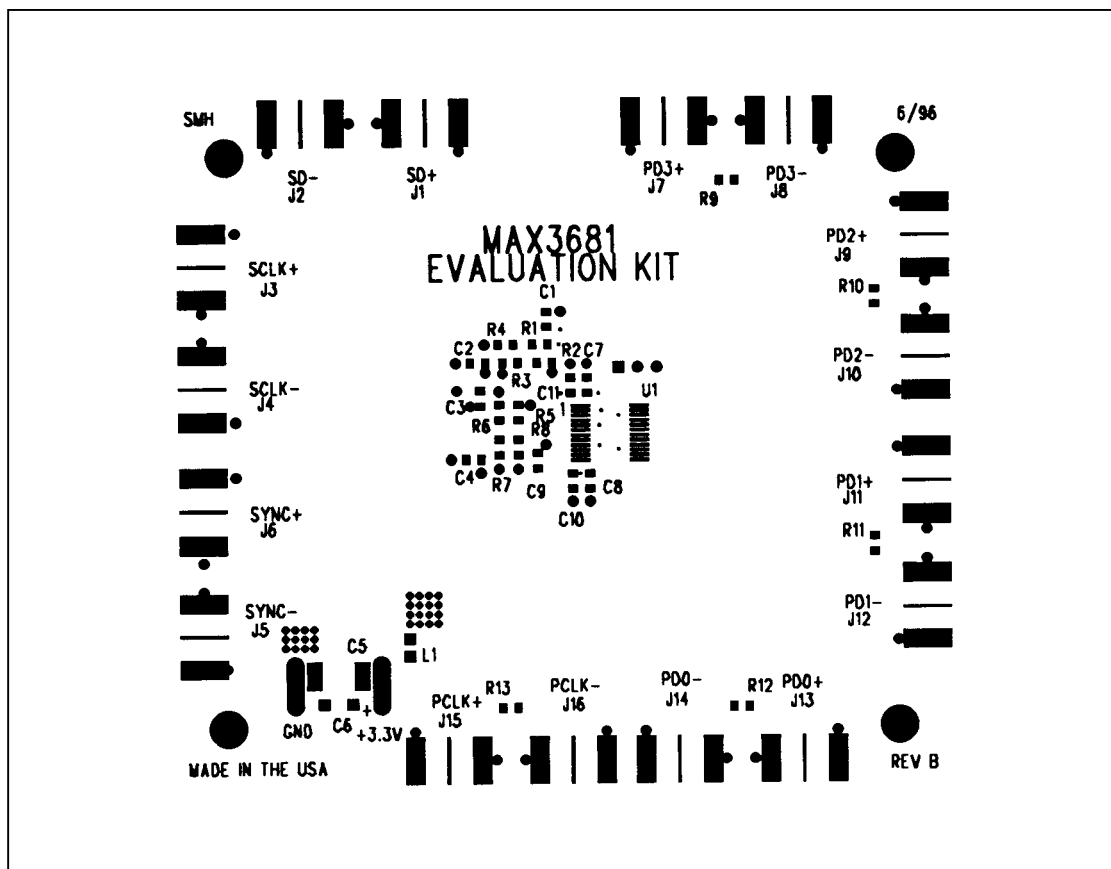 SMH
6/96
SD-
J2
SD+
J1
PD3+
J7
R9
PD3-
J8
MAX3681
EVALUATION KIT
SCLK+
J3
PD2+
J9
R10
C1
R4
R1
C2
R3
R2
C7
C11
U1
1
PD2-
J10
SCLK-
J4
C3
R6
R5
R8
C4
R7
C9
C10
C8
PD1+
J11
R11
SYNC+
J6
SYNC-
J5
PD1-
J12
C5
L1
GND
C6
+
+3.3V
PCLK+
J15
R13
PCLK-
J16
PD0-
J14
R12
PD0+
J13
MADE IN THE USA
REV B